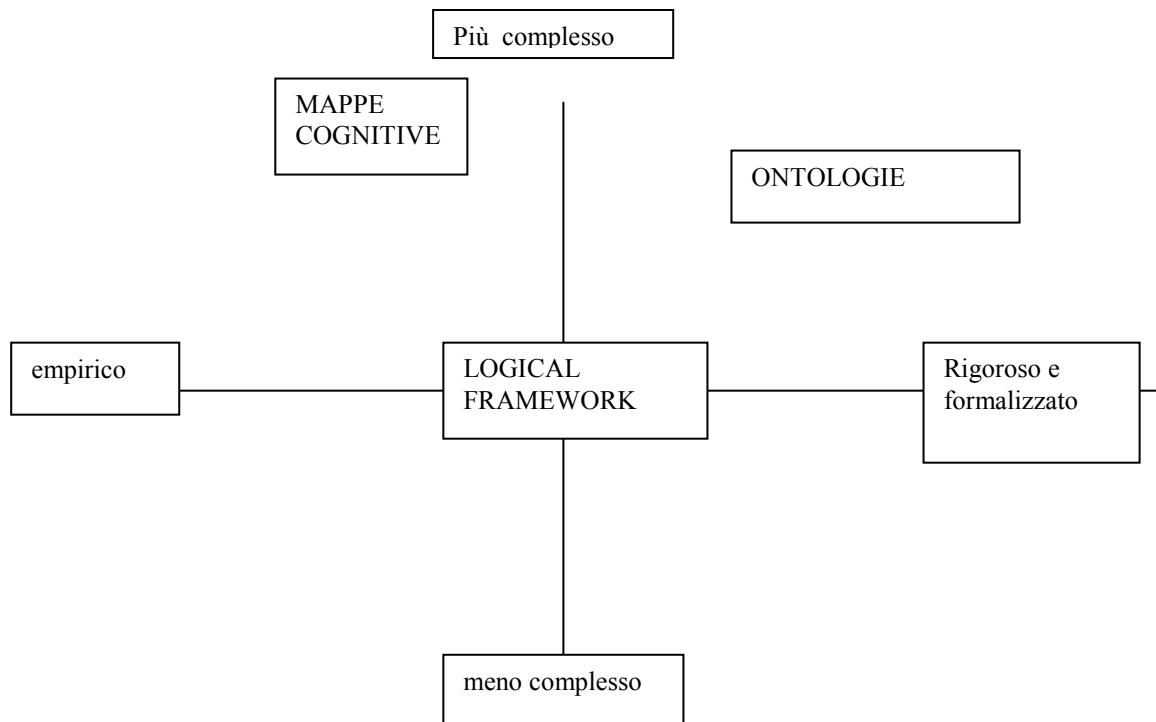 Più complesso
MAPPE
COGNITIVE
ONTOLOGIE
empirico
LOGICAL
FRAMEWORK
Rigoroso e
formalizzato
meno complesso